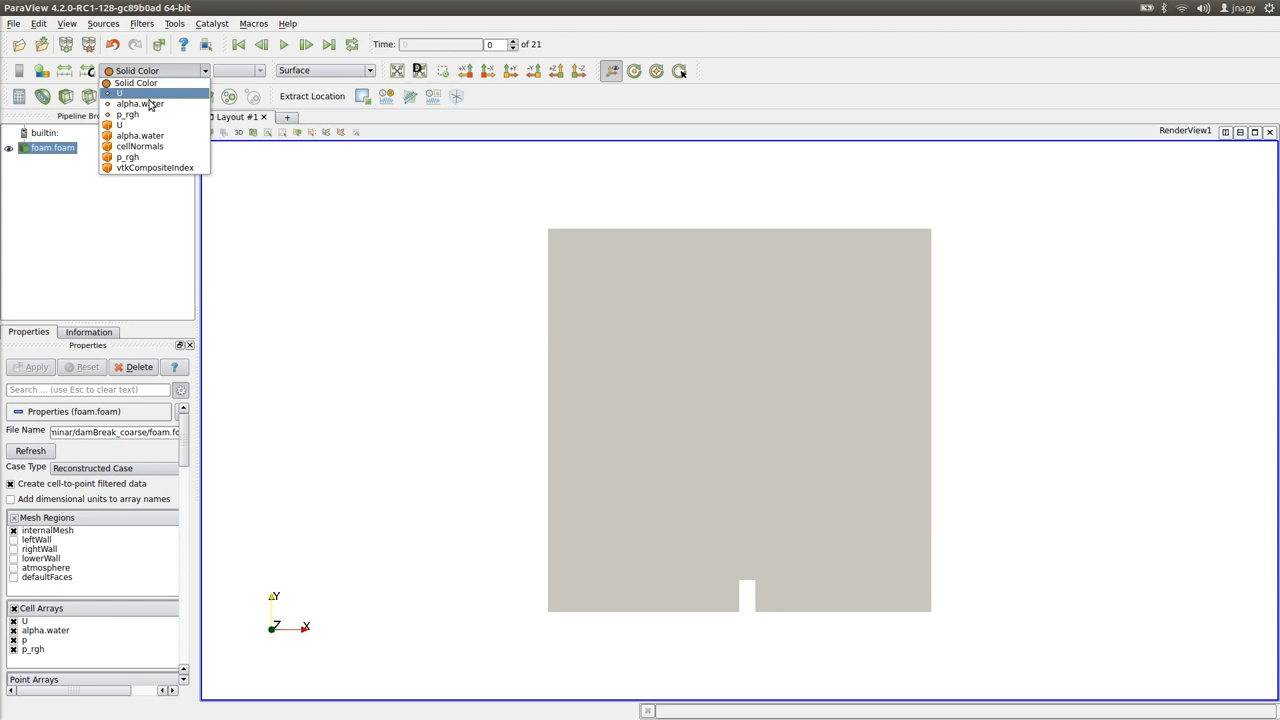 ParaView 4.2.0-RC1-128-gc89b0ad 64-bit
jnagy
File Edit View Sources Filters Tools Catalyst Macros Help
Time: 0 0 of 21
Solid Color Surface
Solid Color
U
alpha.water
p_rgh
U
alpha.water
cellNormals
p_rgh
vtkCompositeIndex
Extract Location
Pipeline Br
Layout #1
3D
RenderView1
builtin:
foam.foam
Properties Information
Properties
Apply Reset Delete ?
Search ... (use Esc to clear text)
Properties (foam.foam)
File Name minar/damBreak_coarse/foam.fo
Refresh
Case Type Reconstructed Case
Create cell-to-point filtered data
Add dimensional units to array names
Mesh Regions
internalMesh
leftWall
rightWall
lowerWall
atmosphere
defaultFaces
Cell Arrays
U
alpha.water
p
p_rgh
Point Arrays
Y
Z
X